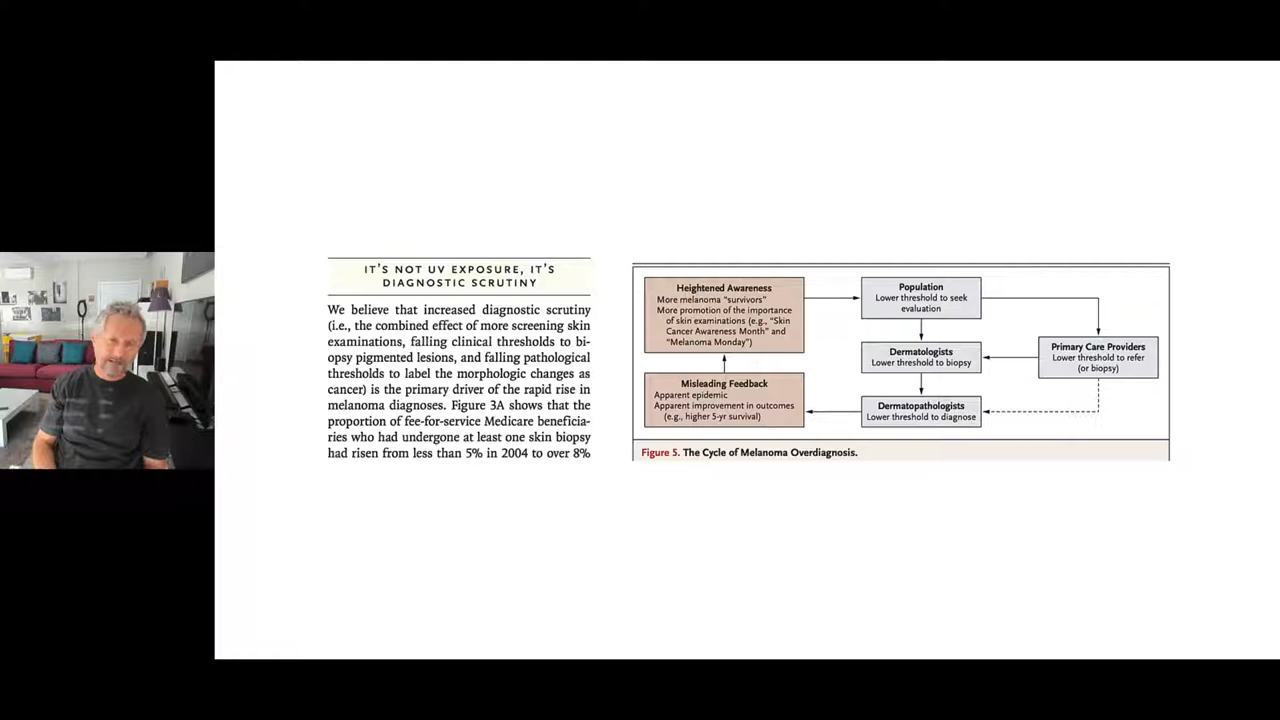 IT'S NOT UV EXPOSURE, IT'S
DIAGNOSTIC SCRUTINY
We believe that increased diagnostic scrutiny
(i.e., the combined effect of more screening skin
examinations, falling clinical thresholds to bi-
opsy pigmented lesions, and falling pathological
thresholds to label the morphologic changes as
cancer) is the primary driver of the rapid rise in
melanoma diagnoses. Figure 3A shows that the
proportion of fee-for-service Medicare beneficia-
ries who had undergone at least one skin biopsy
had risen from less than 5% in 2004 to over 8%
Heightened Awareness
More melanoma “survivors”
More promotion of the importance
of skin examinations (e.g., “Skin
Cancer Awareness Month” and
“Melanoma Monday”)
Population
Lower threshold to seek
evaluation
Dermatologists
Lower threshold to biopsy
Primary Care Providers
Lower threshold to refer
(or biopsy)
Misleading Feedback
Apparent epidemic
Apparent improvement in outcomes
(e.g., higher 5-yr survival)
Dermatopathologists
Lower threshold to diagnose
Figure 5. The Cycle of Melanoma Overdiagnosis.